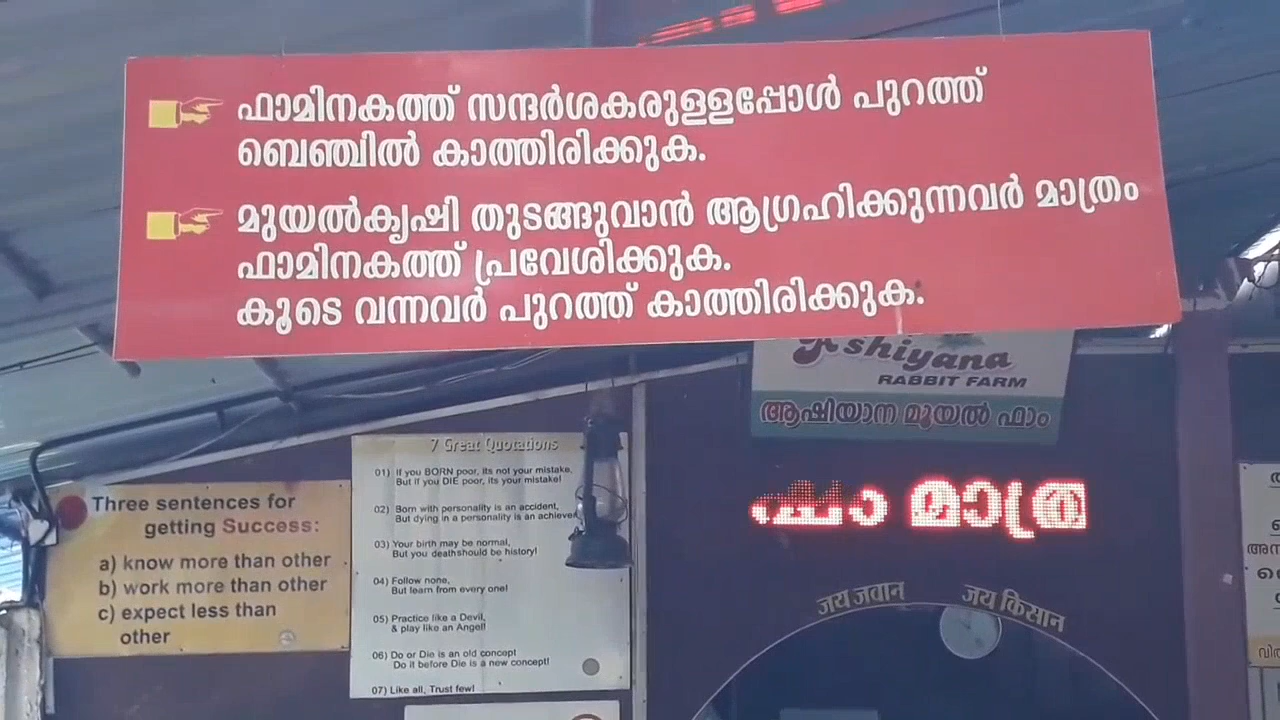 ഫാമിനകത്ത് സന്ദർശകരുള്ളപ്പോൾ പുറത്ത്
ബെഞ്ചിൽ കാത്തിരിക്കുക.
മുയൽകൃഷി തുടങ്ങുവാൻ ആഗ്രഹിക്കുന്നവർ മാത്രം
ഫാമിനകത്ത് പ്രവേശിക്കുക.
കൂടെ വന്നവർ പുറത്ത് കാത്തിരിക്കുക.
Ashiyana
RABBIT FARM
ആഷിയാന മുയൽ ഫാം
മാത്ര
जय जवान
जय किसान
Three sentences for
getting Success:
a) know more than other
b) work more than other
c) expect less than
other
7 Great Quotations
01) If you BORN poor, its not your mistake,
But if you DIE poor, its your mistake!
02) Born with personality is an accident,
But dying in a personality is an
03) Your birth may be normal,
But you deathshould be history!
04) Follow none,
But learn from every one!
05) Practice like a Devil,
& play like an Angel!
06) Do or Die is an old concept
Do it before Die is a new concept!
07) Like all, Trust few!